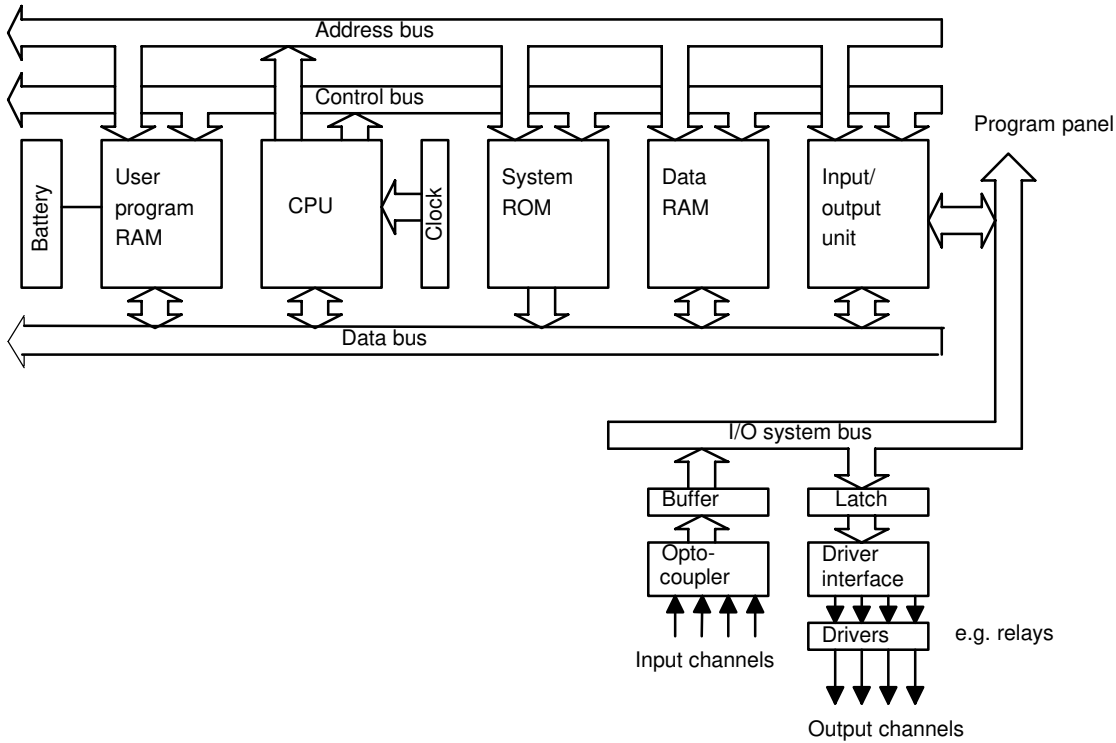 Address bus
Control bus
Program panel
Battery
User
program
RAM
CPU
Clock
System
ROM
Data
RAM
Input/
output
unit
Data bus
I/O system bus
Buffer
Latch
Opto-
coupler
Driver
interface
Drivers
e.g. relays
Input channels
Output channels